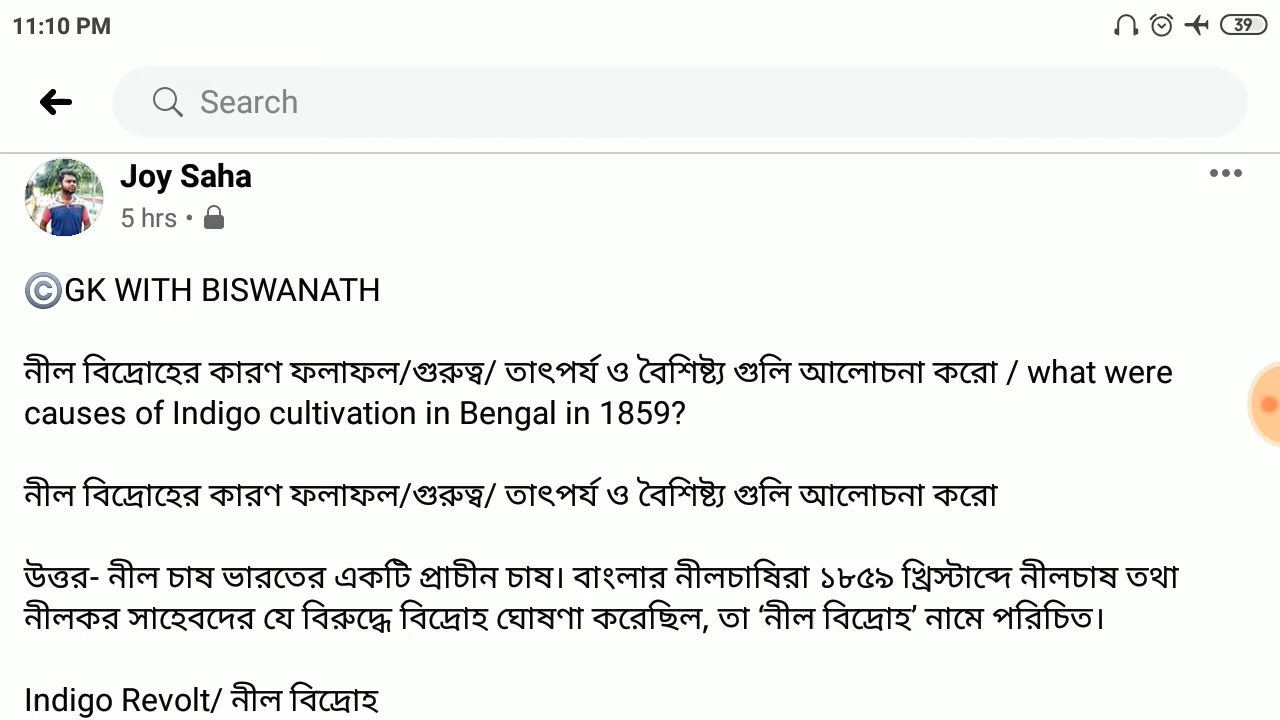 11:10 PM
39
Search
Joy Saha
5 hrs •
©GK WITH BISWANATH
নীল বিদ্রোহের কারণ ফলাফল/গুরুত্ব/ তাৎপর্য ও বৈশিষ্ট্য গুলি আলোচনা করো / what were
causes of Indigo cultivation in Bengal in 1859?
নীল বিদ্রোহের কারণ ফলাফল/গুরুত্ব/ তাৎপর্য ও বৈশিষ্ট্য গুলি আলোচনা করো
উত্তর- নীল চাষ ভারতের একটি প্রাচীন চাষ। বাংলার নীলচাষিরা ১৮৫৯ খ্রিস্টাব্দে নীলচাষ তথা
নীলকর সাহেবদের যে বিরুদ্ধে বিদ্রোহ ঘোষণা করেছিল, তা ‘নীল বিদ্রোহ’ নামে পরিচিত।
Indigo Revolt/ নীল বিদ্রোহ